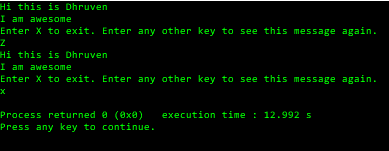 Hi this is Dhruven
I am awesome
Enter X to exit. Enter any other key to see this message again.
Z
Hi this is Dhruven
I am awesome
Enter X to exit. Enter any other key to see this message again.
x
Process returned 0 (0x0)   execution time : 12.992 s
Press any key to continue.